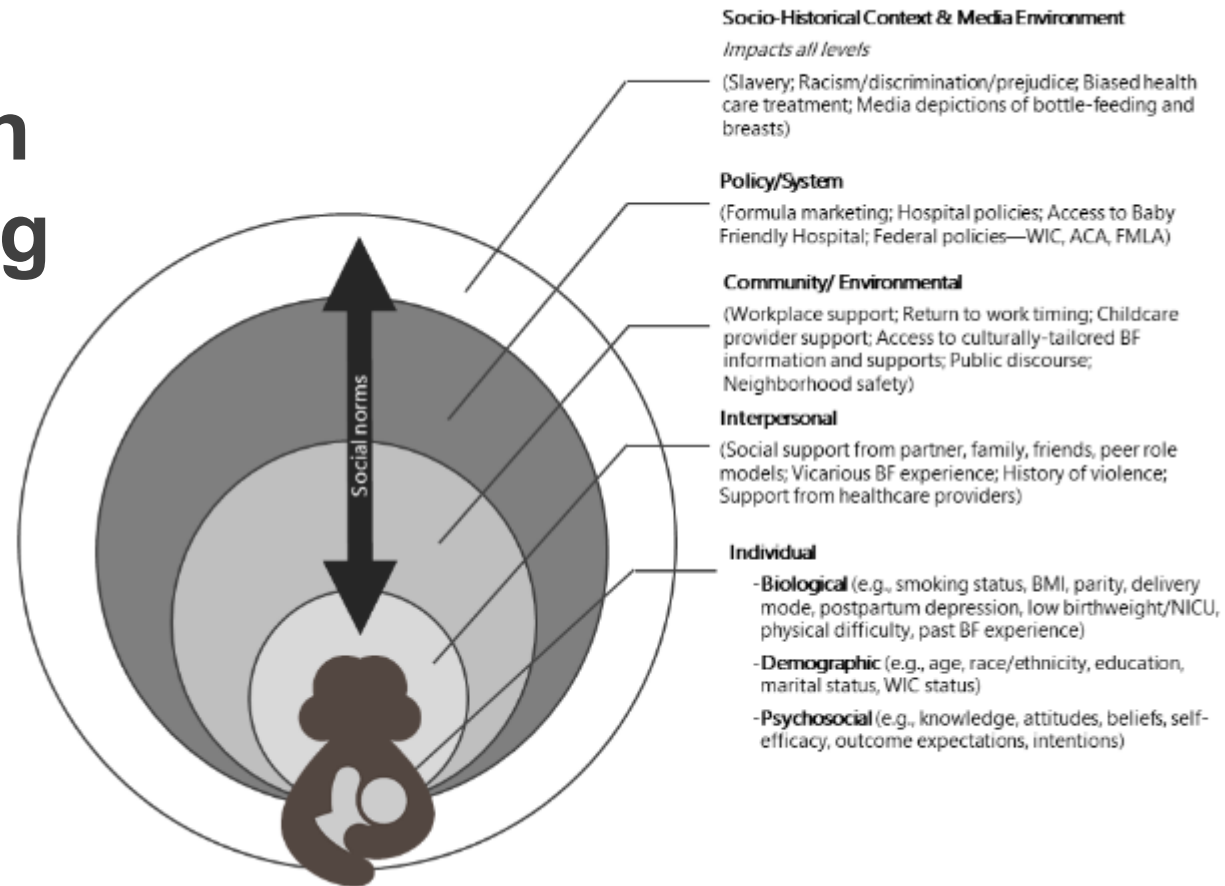 n
g
Socio-Historical Context & Media Environment
Impacts all levels
(Slavery; Racism/discrimination/prejudice; Biased health
care treatment; Media depictions of bottle-feeding and
breasts)
Policy/System
(Formula marketing; Hospital policies; Access to Baby
Friendly Hospital; Federal policies—WIC, ACA, FMLA)
Community/ Environmental
(Workplace support; Return to work timing; Childcare
provider support; Access to culturally-tailored BF
information and supports; Public discourse;
Neighborhood safety)
Interpersonal
(Social support from partner, family, friends, peer role
models; Vicarious BF experience; History of violence;
Support from healthcare providers)
Individual
-Biological (e.g., smoking status, BMI, parity, delivery
mode, postpartum depression, low birthweight/NICU,
physical difficulty, past BF experience)
-Demographic (e.g., age, race/ethnicity, education,
marital status, WIC status)
-Psychosocial (e.g., knowledge, attitudes, beliefs, self-
efficacy, outcome expectations, intentions)
Social norms